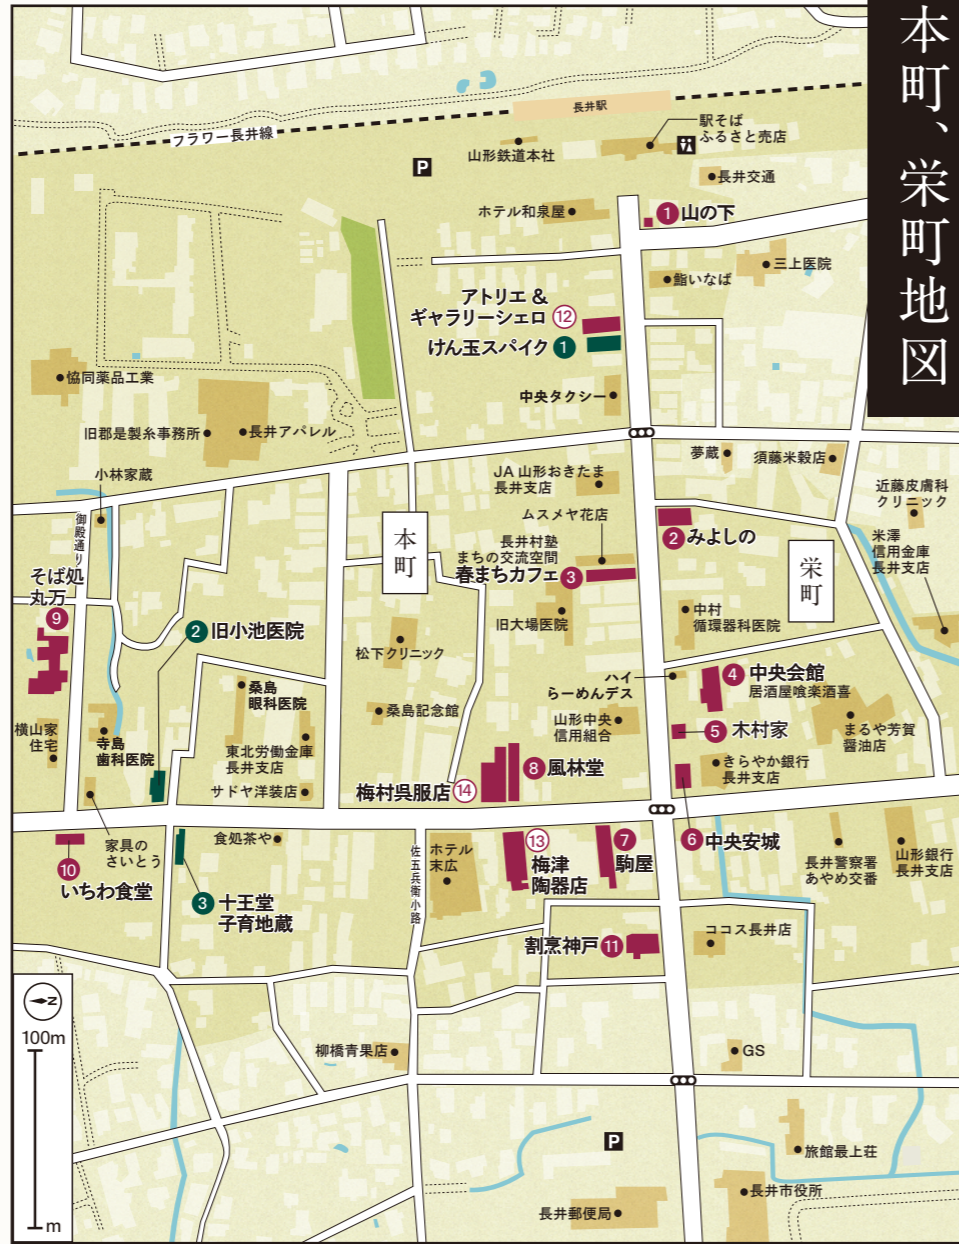 本町、栄町地図
長井駅
フラワー長井線
駅そば
ふるさと売店
山形鉄道本社
P
長井交通
ホテル和泉屋
1 山の下
三上医院
鮨いなば
アトリエ &
ギャラリーシェロ 12
けん玉スパイク 1
協同薬品工業
中央タクシー
旧郡是製糸事務所
長井アパレル
夢蔵
須藤米穀店
小林家蔵
JA 山形おきたま
長井支店
近藤皮膚科
クリニック
御殿通り
ムスメヤ花店
本町
2 みよしの
米澤
信用金庫
長井支店
長井村塾
まちの交流空間
春まちカフェ 3
栄町
そば処
丸万
9
2 旧小池医院
旧大場医院
中村
循環器科医院
松下クリニック
ハイ
らーめんデス
4 中央会館
居酒屋喰楽酒喜
桑島
眼科医院
桑島記念館
山形中央
信用組合
5 木村家
まるや芳賀
醤油店
横山家
住宅
寺島
歯科医院
東北労働金庫
長井支店
8 風林堂
きらやか銀行
長井支店
サドヤ洋装店
梅村呉服店 14
家具の
さいとう
食処茶や
ホテル
末広
13
梅津
陶器店
7
駒屋
6 中央安城
長井警察署
あやめ交番
山形銀行
長井支店
10
いちわ食堂
佐五兵衛小路
3 十王堂
子育地蔵
割烹神戸 11
ココス長井店
N
100m
m
柳橋青果店
GS
P
旅館最上荘
長井市役所
長井郵便局